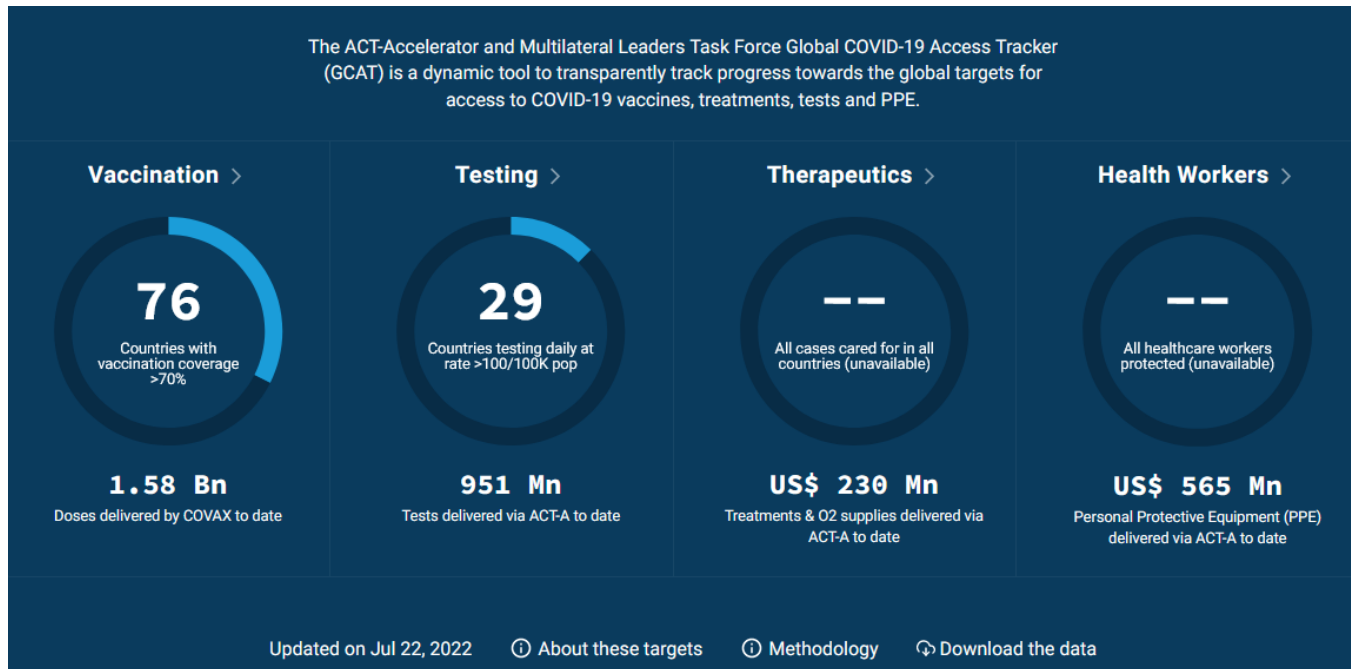 The ACT-Accelerator and Multilateral Leaders Task Force Global COVID-19 Access Tracker
(GCAT) is a dynamic tool to transparently track progress towards the global targets for
access to COVID-19 vaccines, treatments, tests and PPE.
Vaccination >
76
Countries with
vaccination coverage
>70%
1.58 Bn
Doses delivered by COVAX to date
Testing >
29
Countries testing daily at
rate >100/100K pop
951 Mn
Tests delivered via ACT-A to date
Therapeutics >
––
All cases cared for in all
countries (unavailable)
US$ 230 Mn
Treatments & O2 supplies delivered via
ACT-A to date
Health Workers >
––
All healthcare workers
protected (unavailable)
US$ 565 Mn
Personal Protective Equipment (PPE)
delivered via ACT-A to date
Updated on Jul 22, 2022 About these targets Methodology Download the data